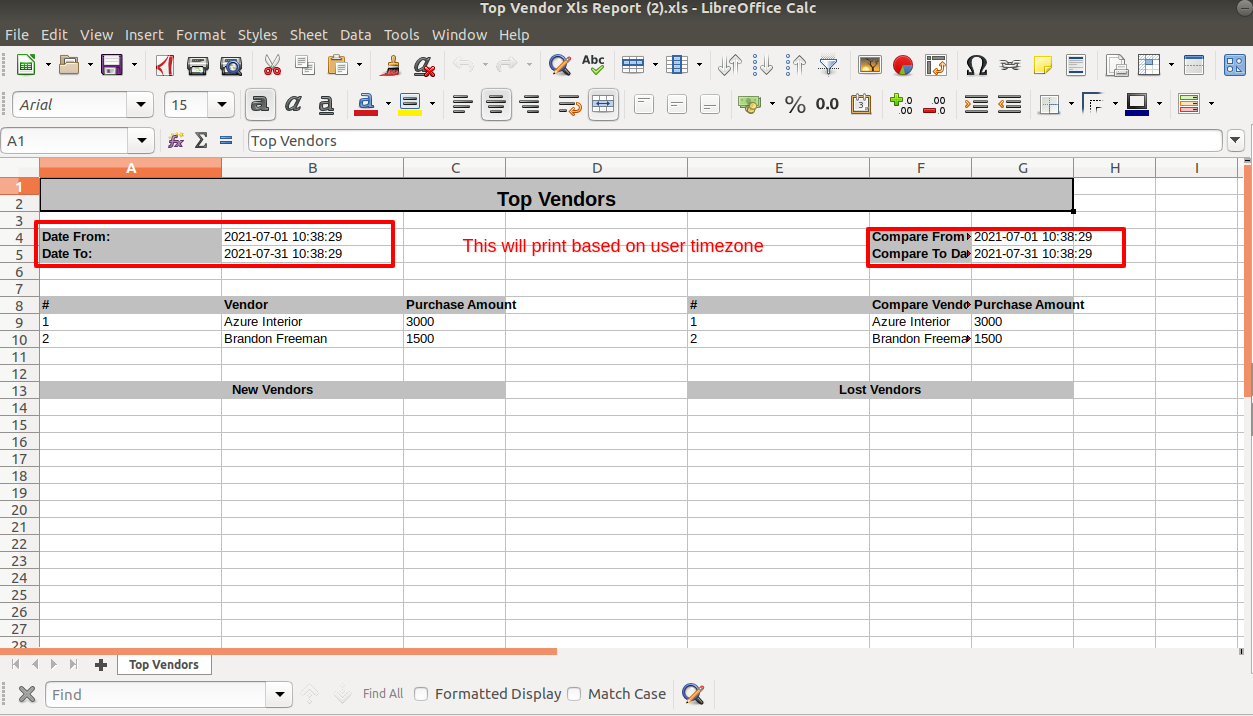 Top Vendor Xls Report (2).xls - LibreOffice Calc
File Edit View Insert Format Styles Sheet Data Tools Window Help
Abc
Arial 15 a a a a % 0.0 3 0.0 .00
A1 fx Σ = Top Vendors
A B C D E F G H I
1
2 Top Vendors
3
4 Date From: 2021-07-01 10:38:29 This will print based on user timezone Compare From 2021-07-01 10:38:29
5 Date To: 2021-07-31 10:38:29 Compare To Da 2021-07-31 10:38:29
6
7
8 # Vendor Purchase Amount # Compare Vendo Purchase Amount
9 1 Azure Interior 3000 1 Azure Interior 3000
10 2 Brandon Freeman 1500 2 Brandon Freema 1500
11
12
13 New Vendors Lost Vendors
14
15
16
17
18
19
20
21
22
23
24
25
26
27
28
Top Vendors
Find Find All Formatted Display Match Case